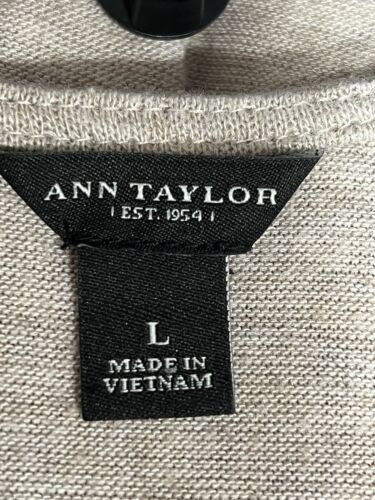 ANN TAYLOR
| EST. 1954 |
L
MADE IN
VIETNAM